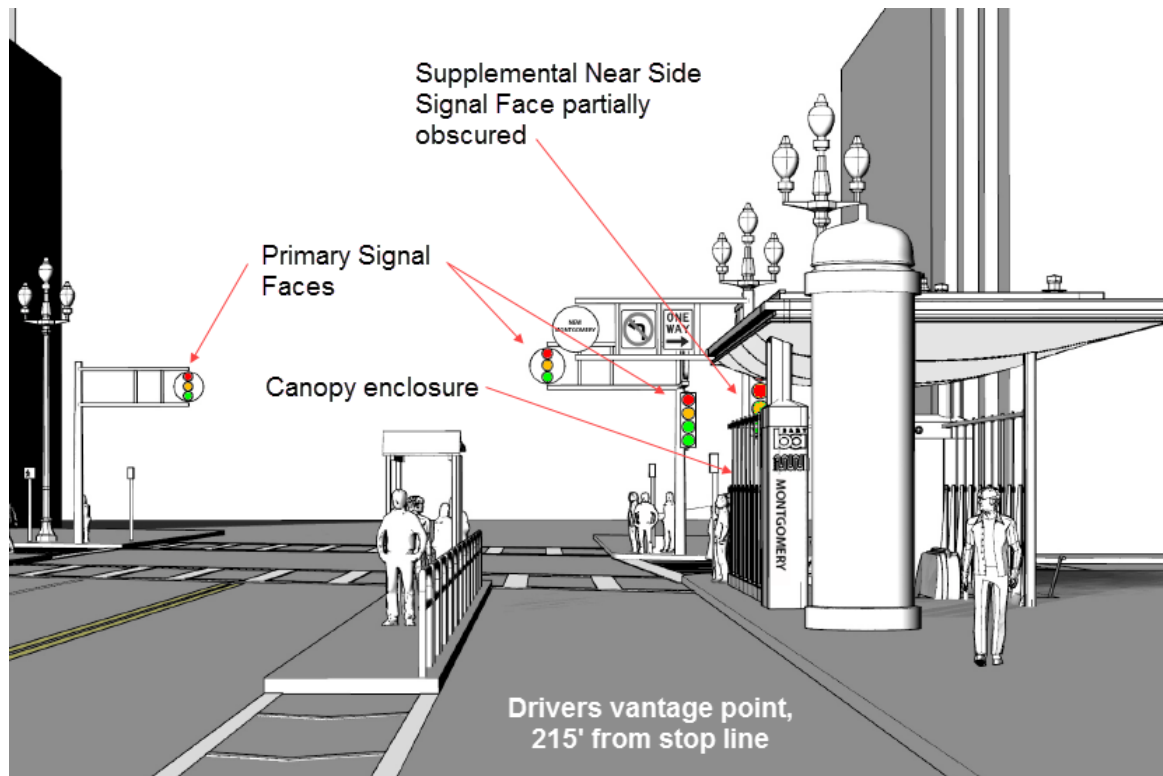 Supplemental Near Side
Signal Face partially
obscured
Primary Signal
Faces
NEW
MONTGOMERY
ONE
WAY
Canopy enclosure
MONTGOMERY
Drivers vantage point,
215' from stop line